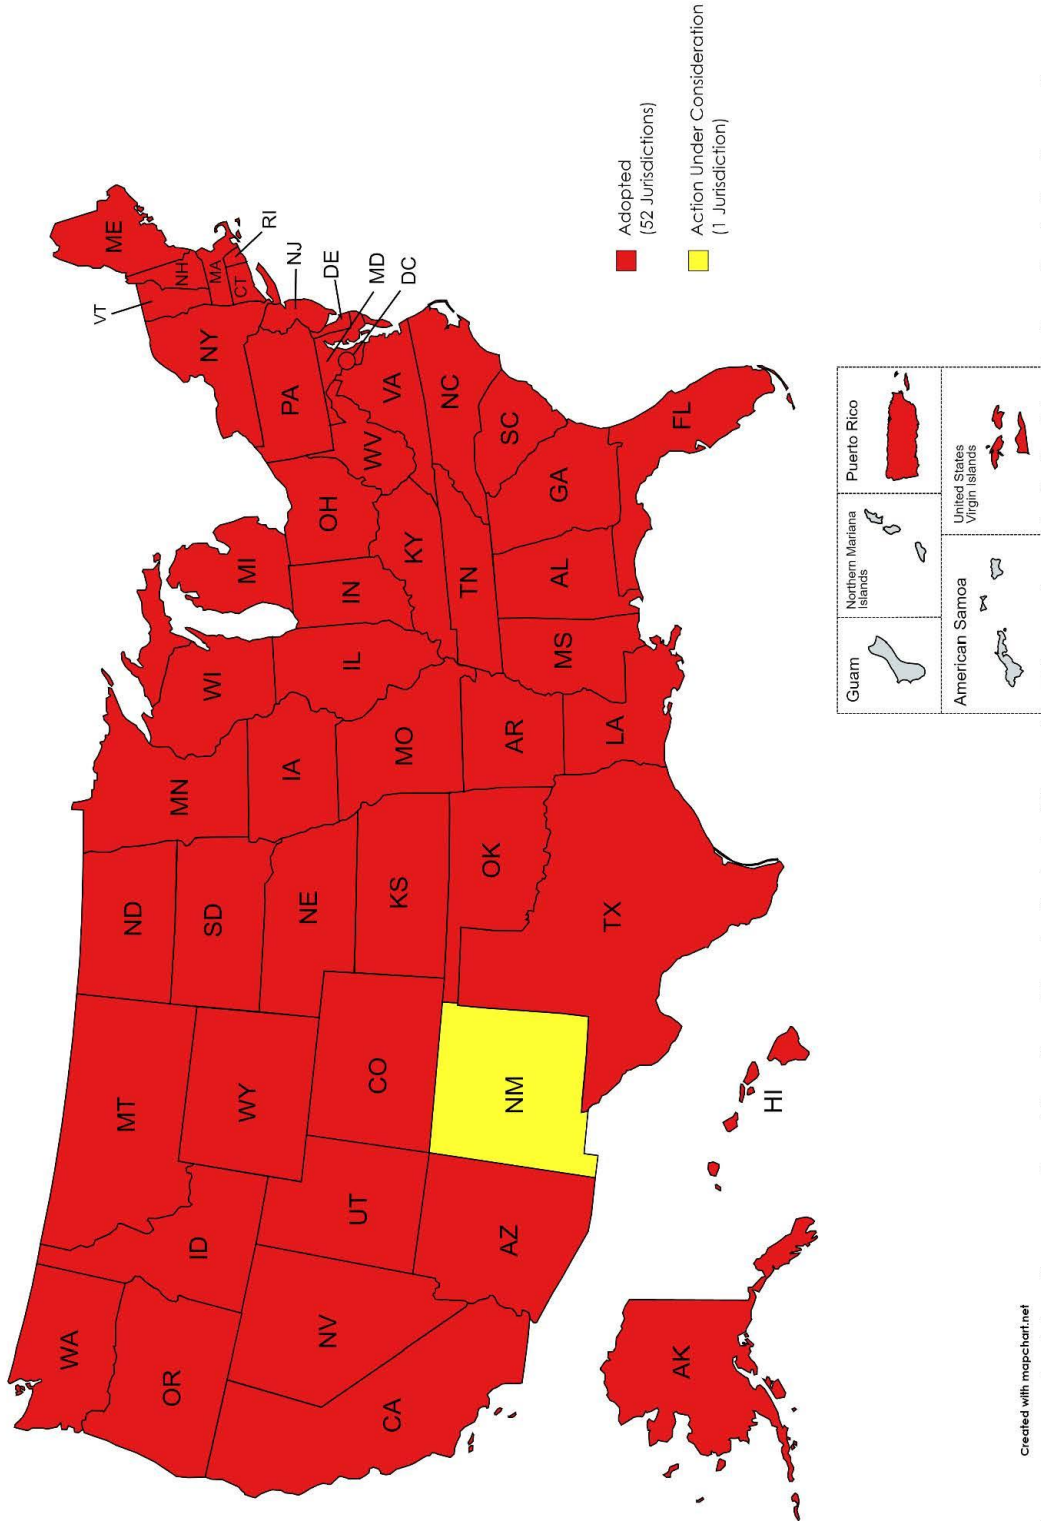 WA
OR
CA
NV
ID
MT
WY
UT
AZ
CO
NM
ND
SD
NE
KS
OK
TX
MN
IA
MO
AR
LA
WI
IL
MI
IN
OH
KY
TN
MS
AL
GA
FL
SC
NC
VA
WV
PA
NY
VT
NH
ME
MA
CT
RI
NJ
DE
MD
DC
AK
HI
Adopted
(52 Jurisdictions)
Action Under Consideration
(1 Jurisdiction)
Guam
Northern Mariana
Islands
Puerto Rico
American Samoa
United States
Virgin Islands
Created with mapchart.net